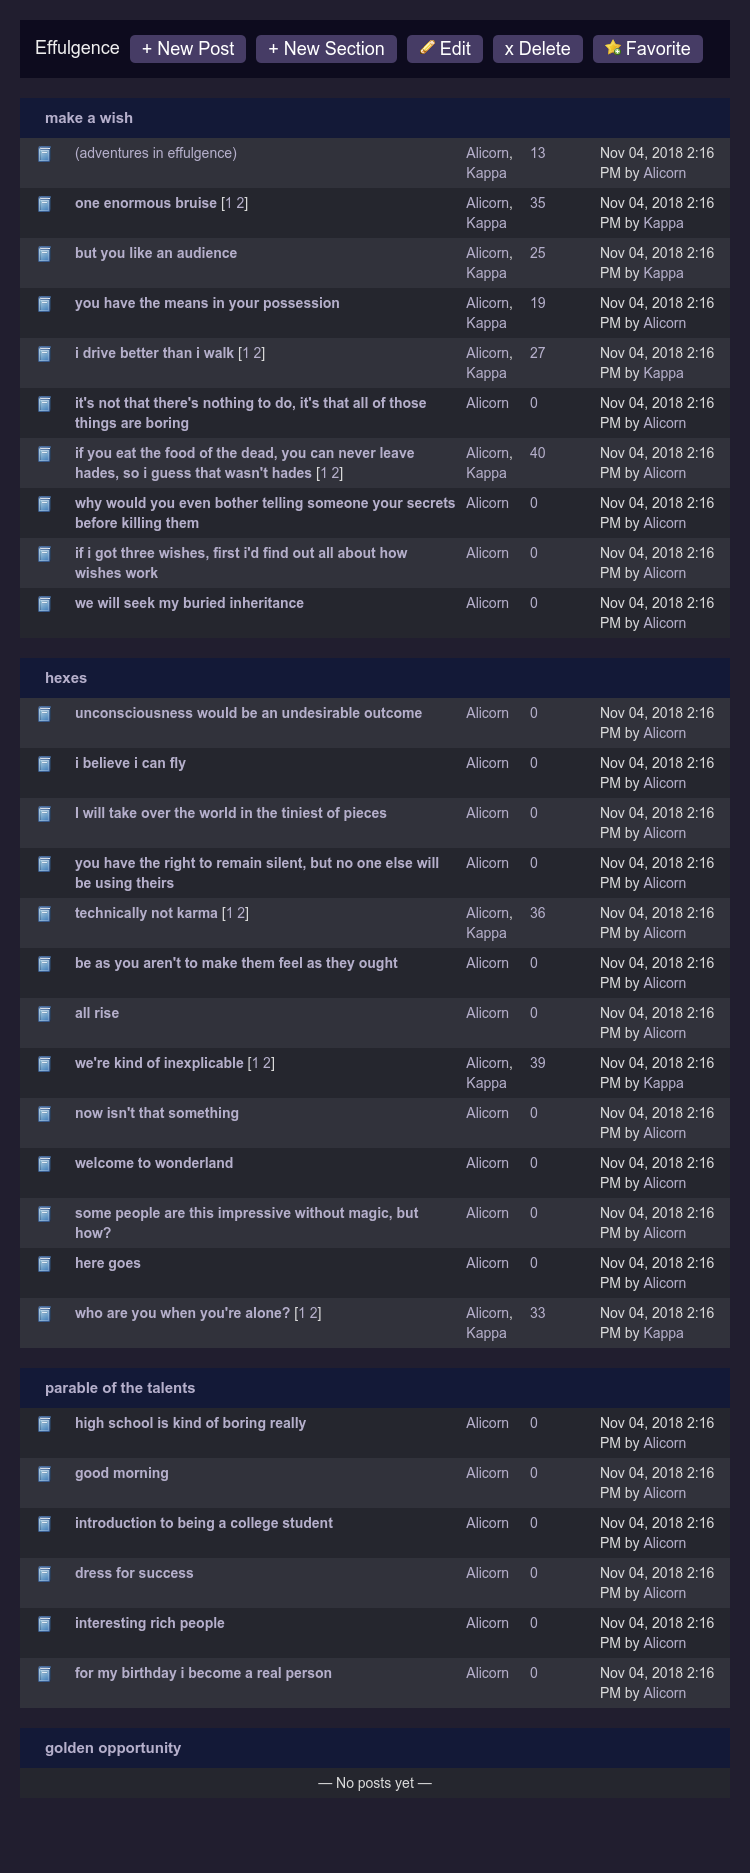 Effulgence + New Post + New Section Edit x Delete Favorite
make a wish
(adventures in effulgence) Alicorn, 13 Nov 04, 2018 2:16
Kappa PM by Alicorn
one enormous bruise [1 2] Alicorn, 35 Nov 04, 2018 2:16
Kappa PM by Kappa
but you like an audience Alicorn, 25 Nov 04, 2018 2:16
Kappa PM by Kappa
you have the means in your possession Alicorn, 19 Nov 04, 2018 2:16
Kappa PM by Alicorn
i drive better than i walk [1 2] Alicorn, 27 Nov 04, 2018 2:16
Kappa PM by Kappa
it's not that there's nothing to do, it's that all of those Alicorn 0 Nov 04, 2018 2:16
things are boring PM by Alicorn
if you eat the food of the dead, you can never leave Alicorn, 40 Nov 04, 2018 2:16
hades, so i guess that wasn't hades [1 2] Kappa PM by Alicorn
why would you even bother telling someone your secrets Alicorn 0 Nov 04, 2018 2:16
before killing them PM by Alicorn
if i got three wishes, first i'd find out all about how Alicorn 0 Nov 04, 2018 2:16
wishes work PM by Alicorn
we will seek my buried inheritance Alicorn 0 Nov 04, 2018 2:16
PM by Alicorn
hexes
unconsciousness would be an undesirable outcome Alicorn 0 Nov 04, 2018 2:16
PM by Alicorn
i believe i can fly Alicorn 0 Nov 04, 2018 2:16
PM by Alicorn
I will take over the world in the tiniest of pieces Alicorn 0 Nov 04, 2018 2:16
PM by Alicorn
you have the right to remain silent, but no one else will Alicorn 0 Nov 04, 2018 2:16
be using theirs PM by Alicorn
technically not karma [1 2] Alicorn, 36 Nov 04, 2018 2:16
Kappa PM by Alicorn
be as you aren't to make them feel as they ought Alicorn 0 Nov 04, 2018 2:16
PM by Alicorn
all rise Alicorn 0 Nov 04, 2018 2:16
PM by Alicorn
we're kind of inexplicable [1 2] Alicorn, 39 Nov 04, 2018 2:16
Kappa PM by Kappa
now isn't that something Alicorn 0 Nov 04, 2018 2:16
PM by Alicorn
welcome to wonderland Alicorn 0 Nov 04, 2018 2:16
PM by Alicorn
some people are this impressive without magic, but Alicorn 0 Nov 04, 2018 2:16
how? PM by Alicorn
here goes Alicorn 0 Nov 04, 2018 2:16
PM by Alicorn
who are you when you're alone? [1 2] Alicorn, 33 Nov 04, 2018 2:16
Kappa PM by Kappa
parable of the talents
high school is kind of boring really Alicorn 0 Nov 04, 2018 2:16
PM by Alicorn
good morning Alicorn 0 Nov 04, 2018 2:16
PM by Alicorn
introduction to being a college student Alicorn 0 Nov 04, 2018 2:16
PM by Alicorn
dress for success Alicorn 0 Nov 04, 2018 2:16
PM by Alicorn
interesting rich people Alicorn 0 Nov 04, 2018 2:16
PM by Alicorn
for my birthday i become a real person Alicorn 0 Nov 04, 2018 2:16
PM by Alicorn
golden opportunity
— No posts yet —